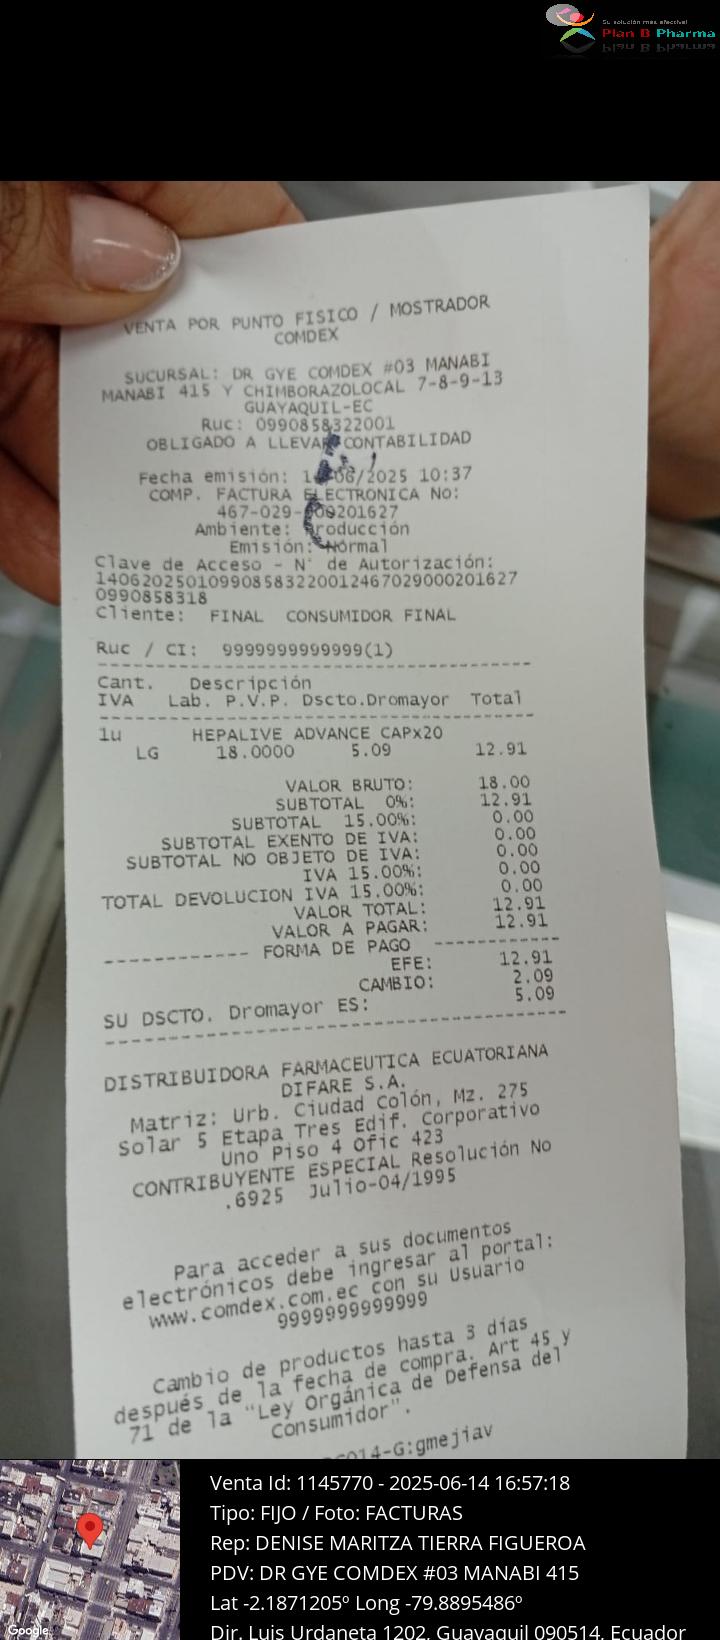 Su solución más efectiva!
Plan B Pharma
VENTA POR PUNTO FISICO / MOSTRADOR
COMDEX
SUCURSAL: DR GYE COMDEX #03 MANABI
MANABI 415 Y CHIMBORAZOLOCAL 7-8-9-13
GUAYAQUIL-EC
Ruc: 0990858322001
OBLIGADO A LLEVAR CONTABILIDAD
Fecha emisión: 14/06/2025 10:37
COMP. FACTURA ELECTRONICA No:
467-029-000201627
Ambiente: Producción
Emisión: Normal
Clave de Acceso - N° de Autorización:
140620250109908583220012467029000201627
0990858318
Cliente: FINAL CONSUMIDOR FINAL
Ruc / CI: 9999999999999(1)
Cant. Descripción
IVA Lab. P.V.P. Dscto.Dromayor Total
1u HEPALIVE ADVANCE CAPx20
LG 18.0000 5.09 12.91
VALOR BRUTO: 18.00
SUBTOTAL 0%: 12.91
SUBTOTAL 15.00%: 0.00
SUBTOTAL EXENTO DE IVA: 0.00
SUBTOTAL NO OBJETO DE IVA: 0.00
IVA 15.00%: 0.00
TOTAL DEVOLUCION IVA 15.00%: 0.00
VALOR TOTAL: 12.91
VALOR A PAGAR: 12.91
------------ FORMA DE PAGO ------------
EFE: 12.91
CAMBIO: 2.09
SU DSCTO. Dromayor ES: 5.09
DISTRIBUIDORA FARMACEUTICA ECUATORIANA
DIFARE S.A.
Matriz: Urb. Ciudad Colón, Mz. 275
Solar 5 Etapa Tres Edif. Corporativo
Uno Piso 4 Ofic 423
CONTRIBUYENTE ESPECIAL Resolución No
.6925 Julio-04/1995
Para acceder a sus documentos
electrónicos debe ingresar al portal:
www.comdex.com.ec con su Usuario
9999999999999
Cambio de productos hasta 3 días
después de la fecha de compra. Art 45 y
71 de la "Ley Orgánica de Defensa del
Consumidor".
Venta Id: 1145770 - 2025-06-14 16:57:18
Tipo: FIJO / Foto: FACTURAS
Rep: DENISE MARITZA TIERRA FIGUEROA
PDV: DR GYE COMDEX #03 MANABI 415
Lat -2.1871205º Long -79.8895486º
Dir. Luis Urdaneta 1202, Guayaquil 090514, Ecuador
Google